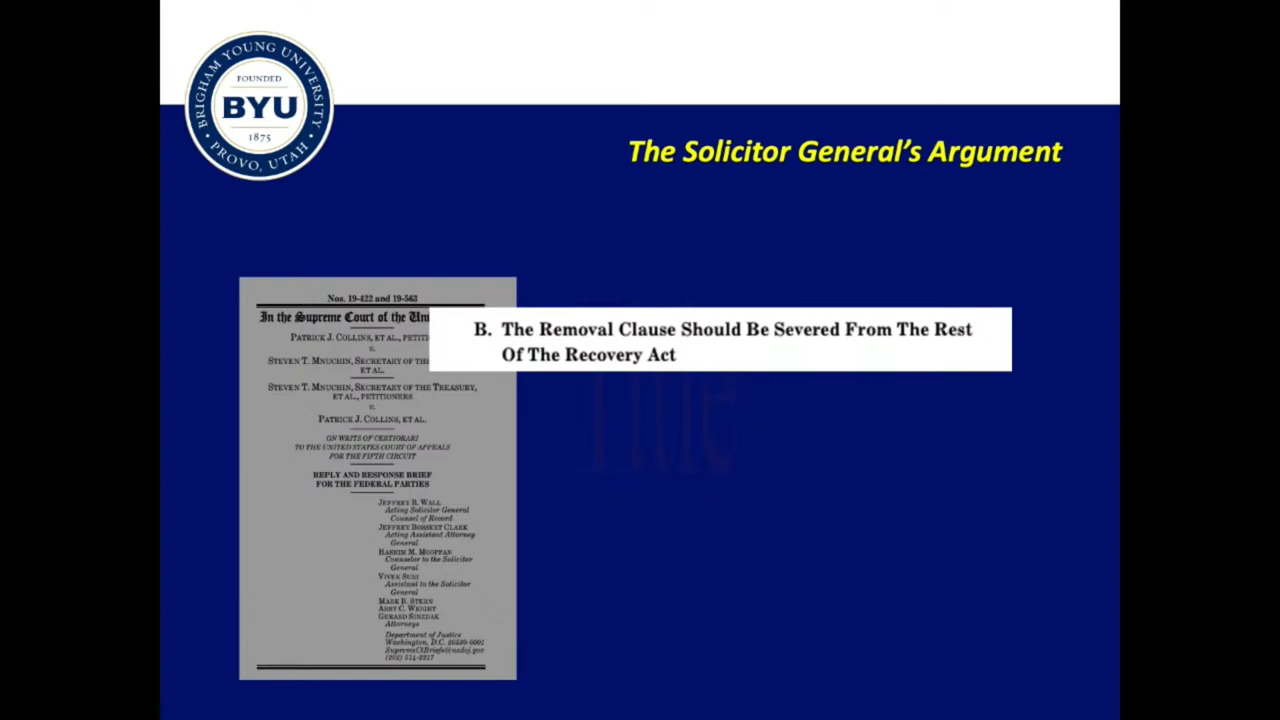 BRIGHAM YOUNG UNIVERSITY
FOUNDED
BYU
1875
PROVO, UTAH
The Solicitor General's Argument
Nos. 19-422 and 19-563
In the Supreme Court of the Uni
PATRICK J. COLLINS, ET AL., PETITI
v.
STEVEN T. MNUCHIN, SECRETARY OF THE
ET AL.
STEVEN T. MNUCHIN, SECRETARY OF THE TREASURY,
ET AL., PETITIONERS
v.
PATRICK J. COLLINS, ET AL.
ON WRITS OF CERTIORARI
TO THE UNITED STATES COURT OF APPEALS
FOR THE FIFTH CIRCUIT
REPLY AND RESPONSE BRIEF
FOR THE FEDERAL PARTIES
JEFFREY B. WALL
Acting Solicitor General
Counsel of Record
JEFFREY BOSSERT CLARK
Acting Assistant Attorney
General
HASHIM M. MOOPPAN
Counselor to the Solicitor
General
VIVEK SURI
Assistant to the Solicitor
General
MARK B. STERN
ABBY C. WRIGHT
GERARD SINZDAK
Attorneys
Department of Justice
Washington, D.C. 20530-0001
SupremeCtBriefs@usdoj.gov
(202) 514-2217
B. The Removal Clause Should Be Severed From The Rest
Of The Recovery Act
Title